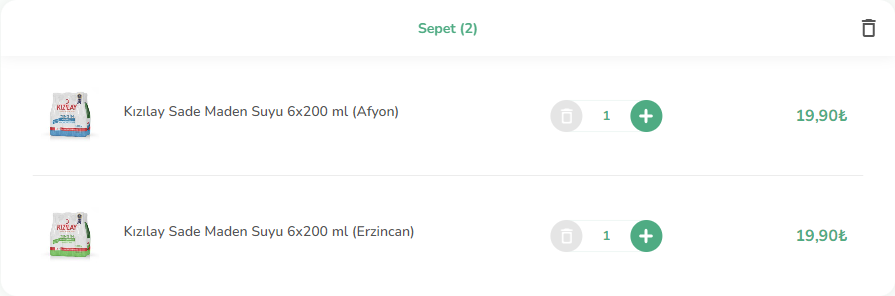 Sepet (2)
KIZILAY
Kızılay Sade Maden Suyu 6x200 ml (Afyon)
1
19,90₺
KIZILAY
Kızılay Sade Maden Suyu 6x200 ml (Erzincan)
1
19,90₺